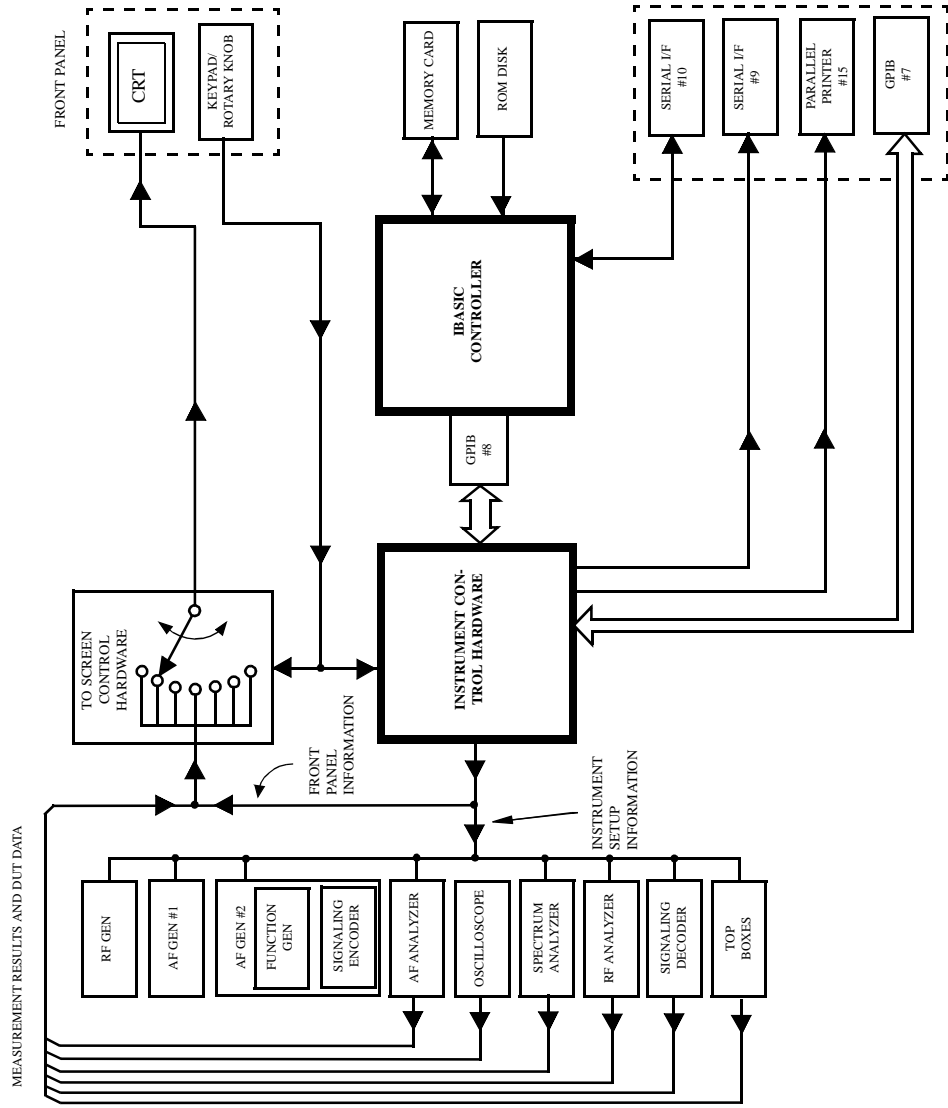 FRONT PANEL
CRT
KEYPAD/
ROTARY KNOB
MEMORY CARD
ROM DISK
SERIAL I/F
#10
SERIAL I/F
#9
PARALLEL
PRINTER
#15
GPIB
#7
IBASIC
CONTROLLER
GPIB
#8
TO SCREEN
CONTROL
HARDWARE
INSTRUMENT CON-
TROL HARDWARE
FRONT
PANEL
INFORMATION
INSTRUMENT
SETUP
INFORMATION
MEASUREMENT RESULTS AND DUT DATA
RF GEN
AF GEN #1
AF GEN #2
FUNCTION
GEN
SIGNALING
ENCODER
AF ANALYZER
OSCILLOSCOPE
SPECTRUM
ANALYZER
RF ANALYZER
SIGNALING
DECODER
TOP
BOXES